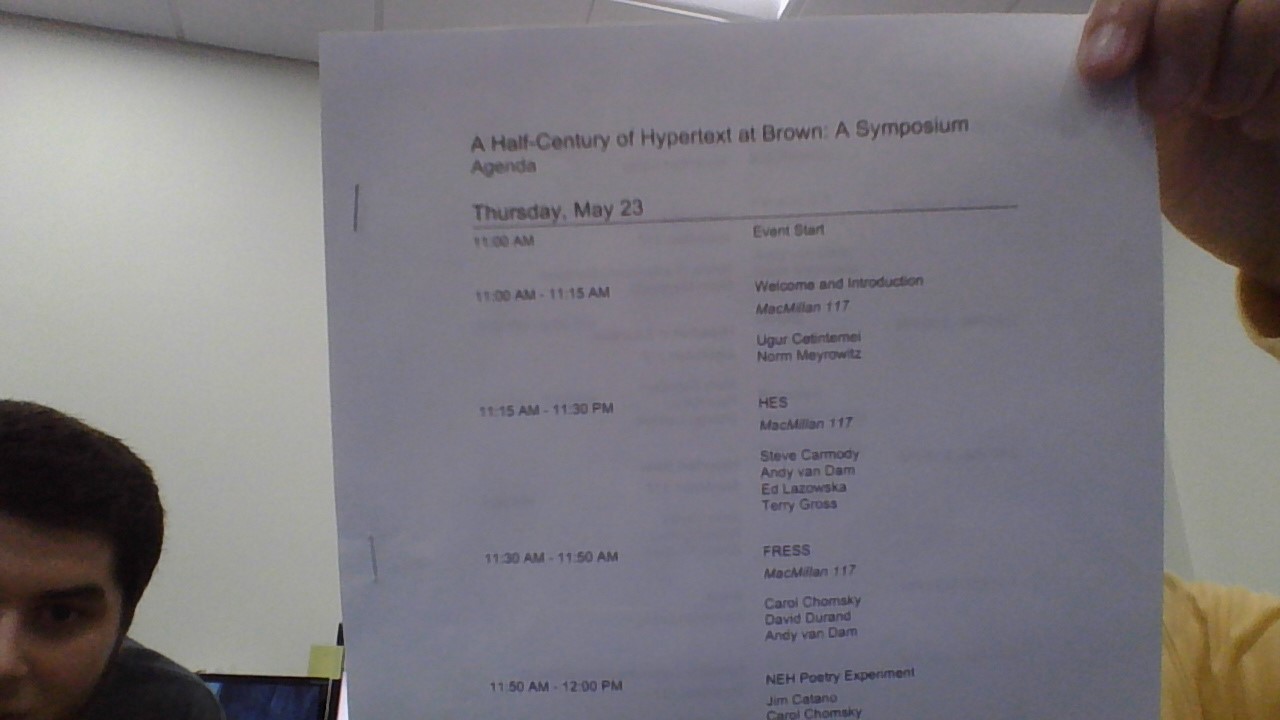 A Half-Century of Hypertext at Brown: A Symposium
Agenda
Thursday, May 23
11:00 AM Event Start
11:00 AM - 11:15 AM Welcome and Introduction
MacMillan 117
Ugur Cetintemel
Norm Meyrowitz
11:15 AM - 11:30 PM HES
MacMillan 117
Steve Carmody
Andy van Dam
Ed Lazowska
Terry Gross
11:30 AM - 11:50 AM FRESS
MacMillan 117
Carol Chomsky
David Durand
Andy van Dam
11:50 AM - 12:00 PM NEH Poetry Experiment
Jim Catano
Carol Chomsky